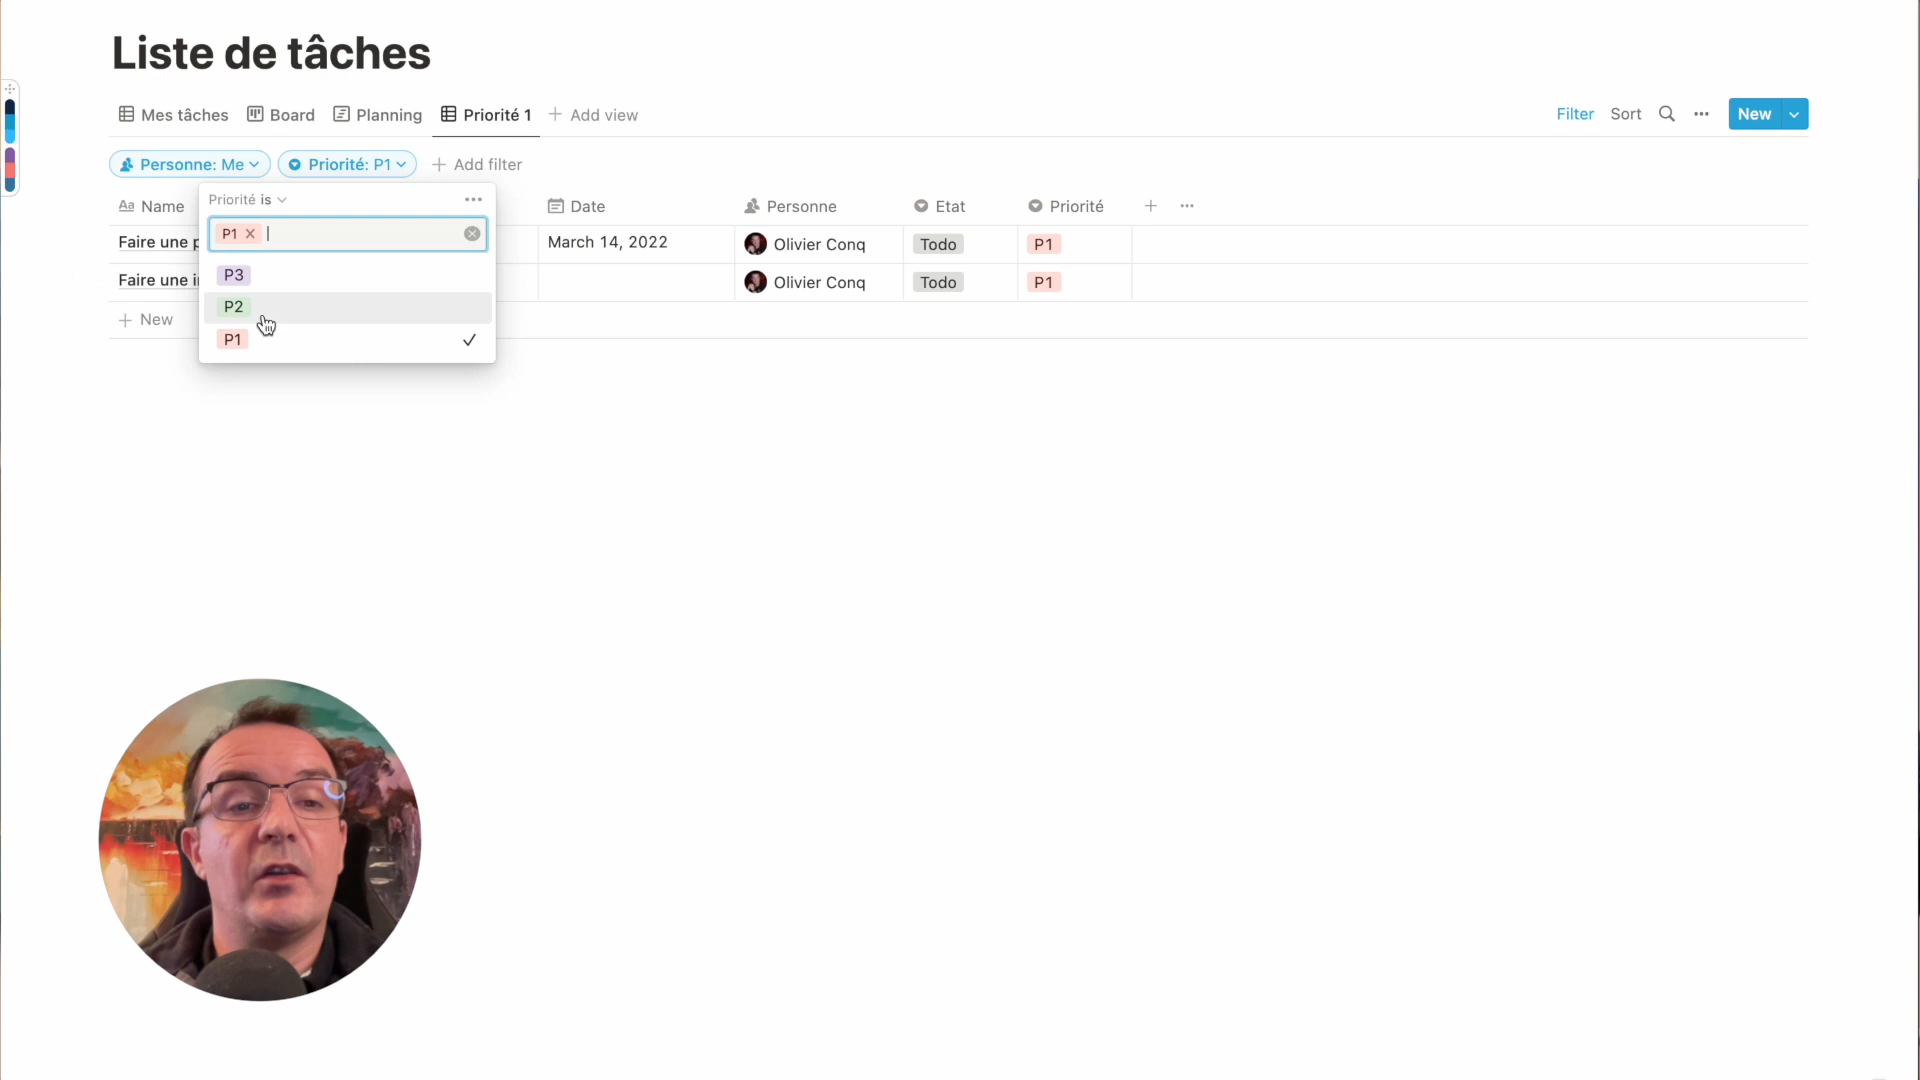 Liste de tâches
Mes tâches Board Planning Priorité 1 + Add view Filter Sort ... New
Personne: Me Priorité: P1 + Add filter
Priorité is ...
Aa Name Date Personne Etat Priorité + ...
P1 ×
Faire une March 14, 2022 Olivier Conq Todo P1
P3
Faire une Olivier Conq Todo P1
P2
+ New
P1